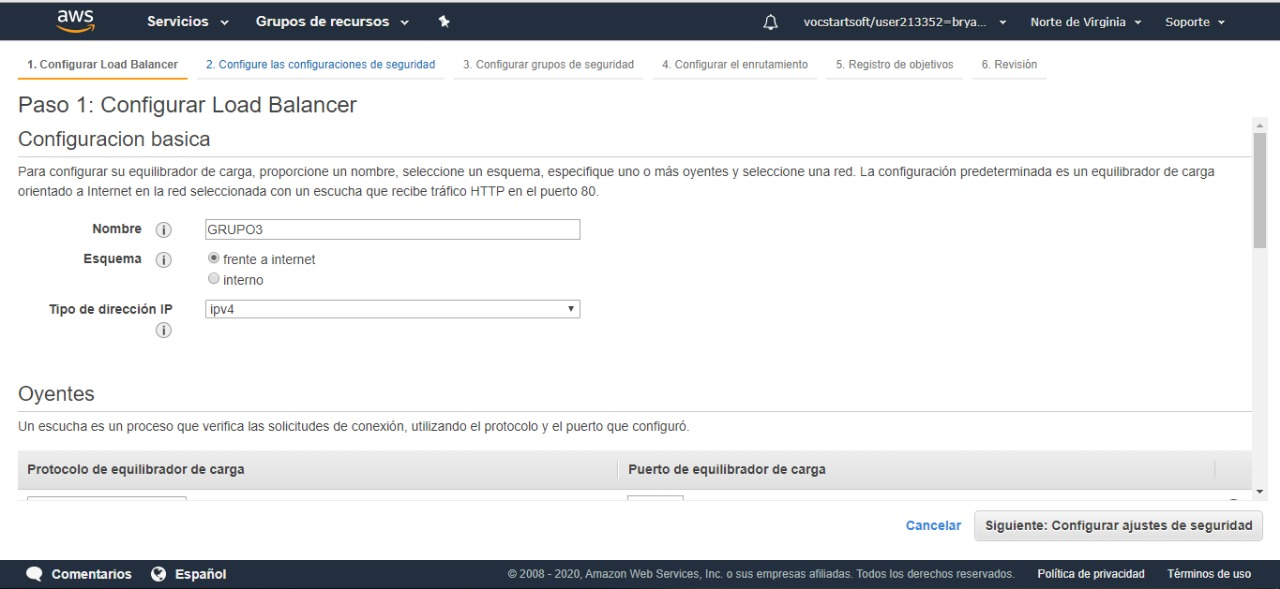 aws Servicios Grupos de recursos vocstartsoft/user213352=brya... Norte de Virginia Soporte
1. Configurar Load Balancer 2. Configure las configuraciones de seguridad 3. Configurar grupos de seguridad 4. Configurar el enrutamiento 5. Registro de objetivos 6. Revisión
Paso 1: Configurar Load Balancer
Configuracion basica
Para configurar su equilibrador de carga, proporcione un nombre, seleccione un esquema, especifique uno o más oyentes y seleccione una red. La configuración predeterminada es un equilibrador de carga
orientado a Internet en la red seleccionada con un escucha que recibe tráfico HTTP en el puerto 80.
Nombre i GRUPO3
Esquema i frente a internet
interno
Tipo de dirección IP ipv4
i
Oyentes
Un escucha es un proceso que verifica las solicitudes de conexión, utilizando el protocolo y el puerto que configuró.
Protocolo de equilibrador de carga Puerto de equilibrador de carga
Cancelar Siguiente: Configurar ajustes de seguridad
Comentarios Español © 2008 - 2020, Amazon Web Services, Inc. o sus empresas afiliadas. Todos los derechos reservados. Política de privacidad Términos de uso